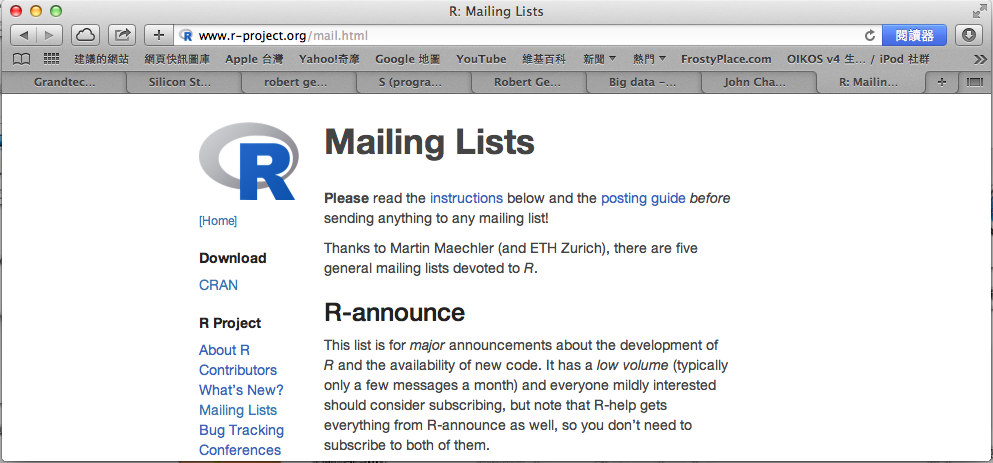 R: Mailing Lists
www.r-project.org/mail.html
閱讀器
建議的網站 網頁快訊圖庫 Apple 台灣 Yahoo!奇摩 Google 地圖 YouTube 維基百科 新聞 熱門 FrostyPlace.com OIKOS v4 生... / iPod 社群
Grandtec... Silicon St... robert ge... S (progra... Robert Ge... Big data –... John Cha... R: Mailin...
R
[Home]
Download
CRAN
R Project
About R
Contributors
What's New?
Mailing Lists
Bug Tracking
Conferences
Mailing Lists
Please read the instructions below and the posting guide before
sending anything to any mailing list!
Thanks to Martin Maechler (and ETH Zurich), there are five
general mailing lists devoted to R.
R-announce
This list is for major announcements about the development of
R and the availability of new code. It has a low volume (typically
only a few messages a month) and everyone mildly interested
should consider subscribing, but note that R-help gets
everything from R-announce as well, so you don't need to
subscribe to both of them.